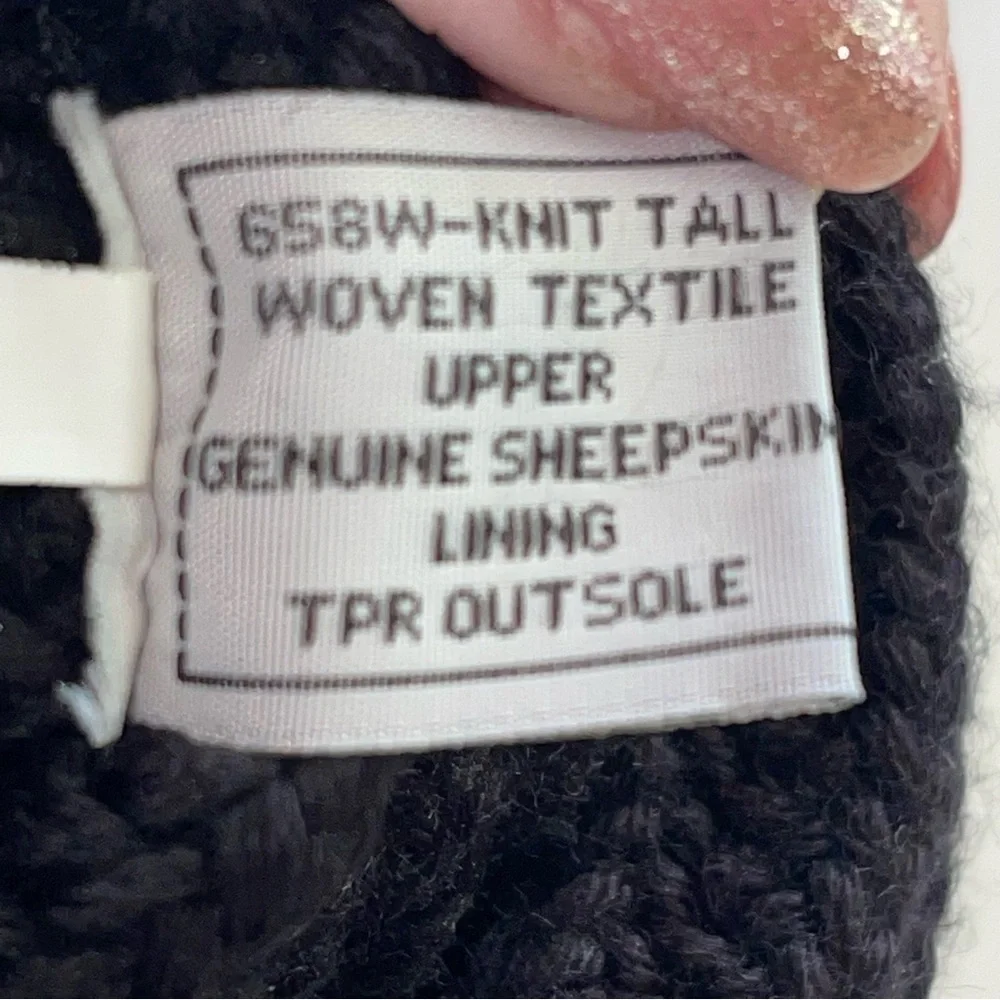 658W-KNIT TALL
WOVEN TEXTILE
UPPER
GENUINE SHEEPSKIN
LINING
TPR OUTSOLE